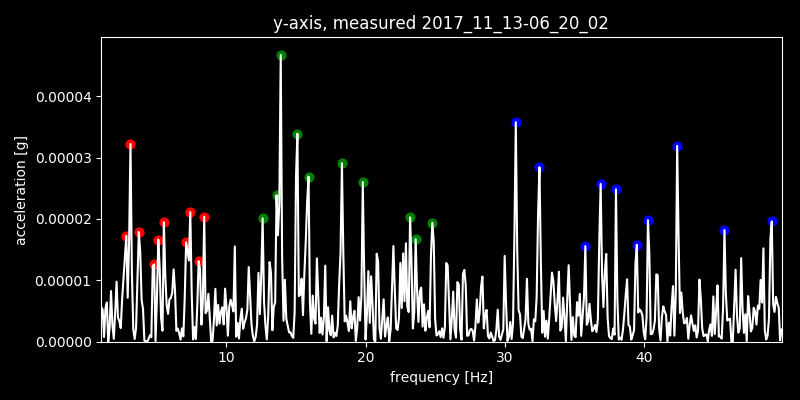 y-axis, measured 2017_11_13-06_20_02
acceleration [g]
0.00004
0.00003
0.00002
0.00001
0.00000
10 20 30 40
frequency [Hz]